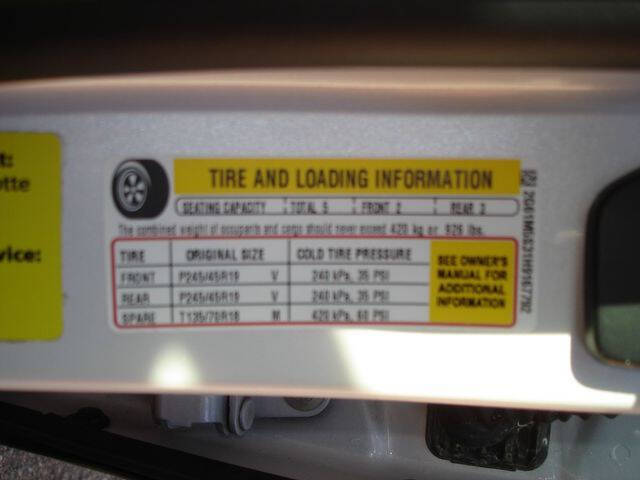 t:
otte
vice:
TIRE AND LOADING INFORMATION
SEATING CAPACITY TOTAL 5 FRONT 2 REAR 3
The combined weight of occupants and cargo should never exceed 420 kg or 926 lbs.
TIRE ORIGINAL SIZE COLD TIRE PRESSURE
FRONT P245/45R19 V 240 kPa, 35 PSI
REAR P245/45R19 V 240 kPa, 35 PSI
SPARE T135/70R18 M 420 kPa, 60 PSI
SEE OWNER'S
MANUAL FOR
ADDITIONAL
INFORMATION